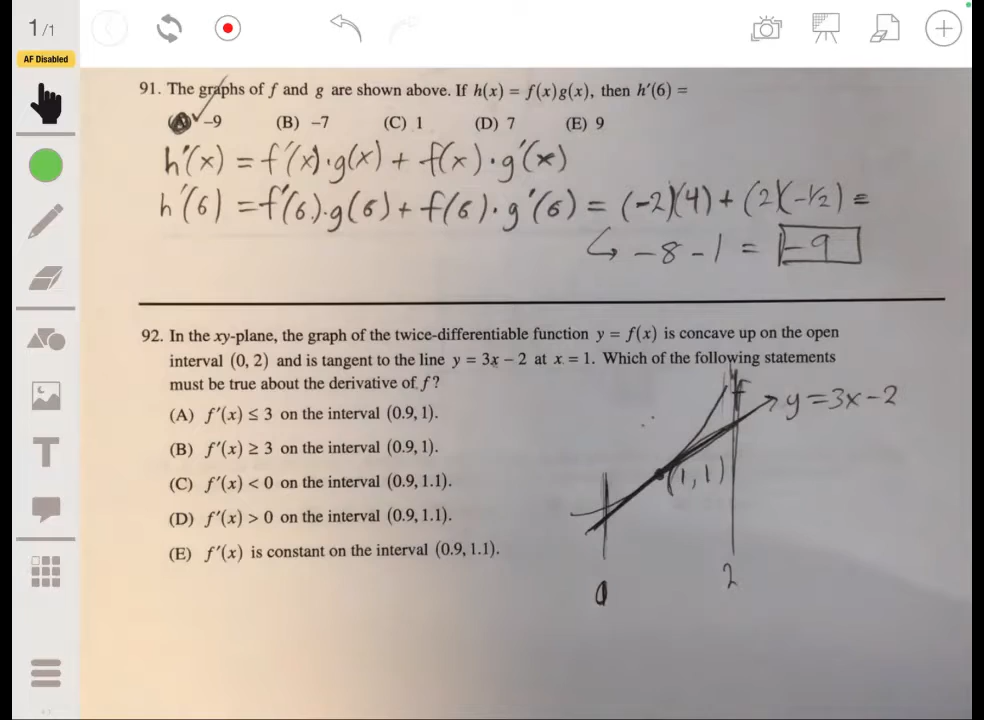 1/1
AF Disabled
91. The graphs of f and g are shown above. If h(x) = f(x)g(x), then h′(6) =
(A) −9 (B) −7 (C) 1 (D) 7 (E) 9
h'(x) = f'(x)·g(x) + f(x)·g'(x)
h'(6) = f'(6)·g(6) + f(6)·g'(6) = (-2)(4) + (2)(-1/2) =
↳ -8 - 1 = -9
92. In the xy-plane, the graph of the twice-differentiable function y = f(x) is concave up on the open
interval (0, 2) and is tangent to the line y = 3x − 2 at x = 1. Which of the following statements
must be true about the derivative of f?
(A) f′(x) ≤ 3 on the interval (0.9, 1).
(B) f′(x) ≥ 3 on the interval (0.9, 1).
(C) f′(x) < 0 on the interval (0.9, 1.1).
(D) f′(x) > 0 on the interval (0.9, 1.1).
(E) f′(x) is constant on the interval (0.9, 1.1).
f
y = 3x - 2
(1, 1)
0
2
T